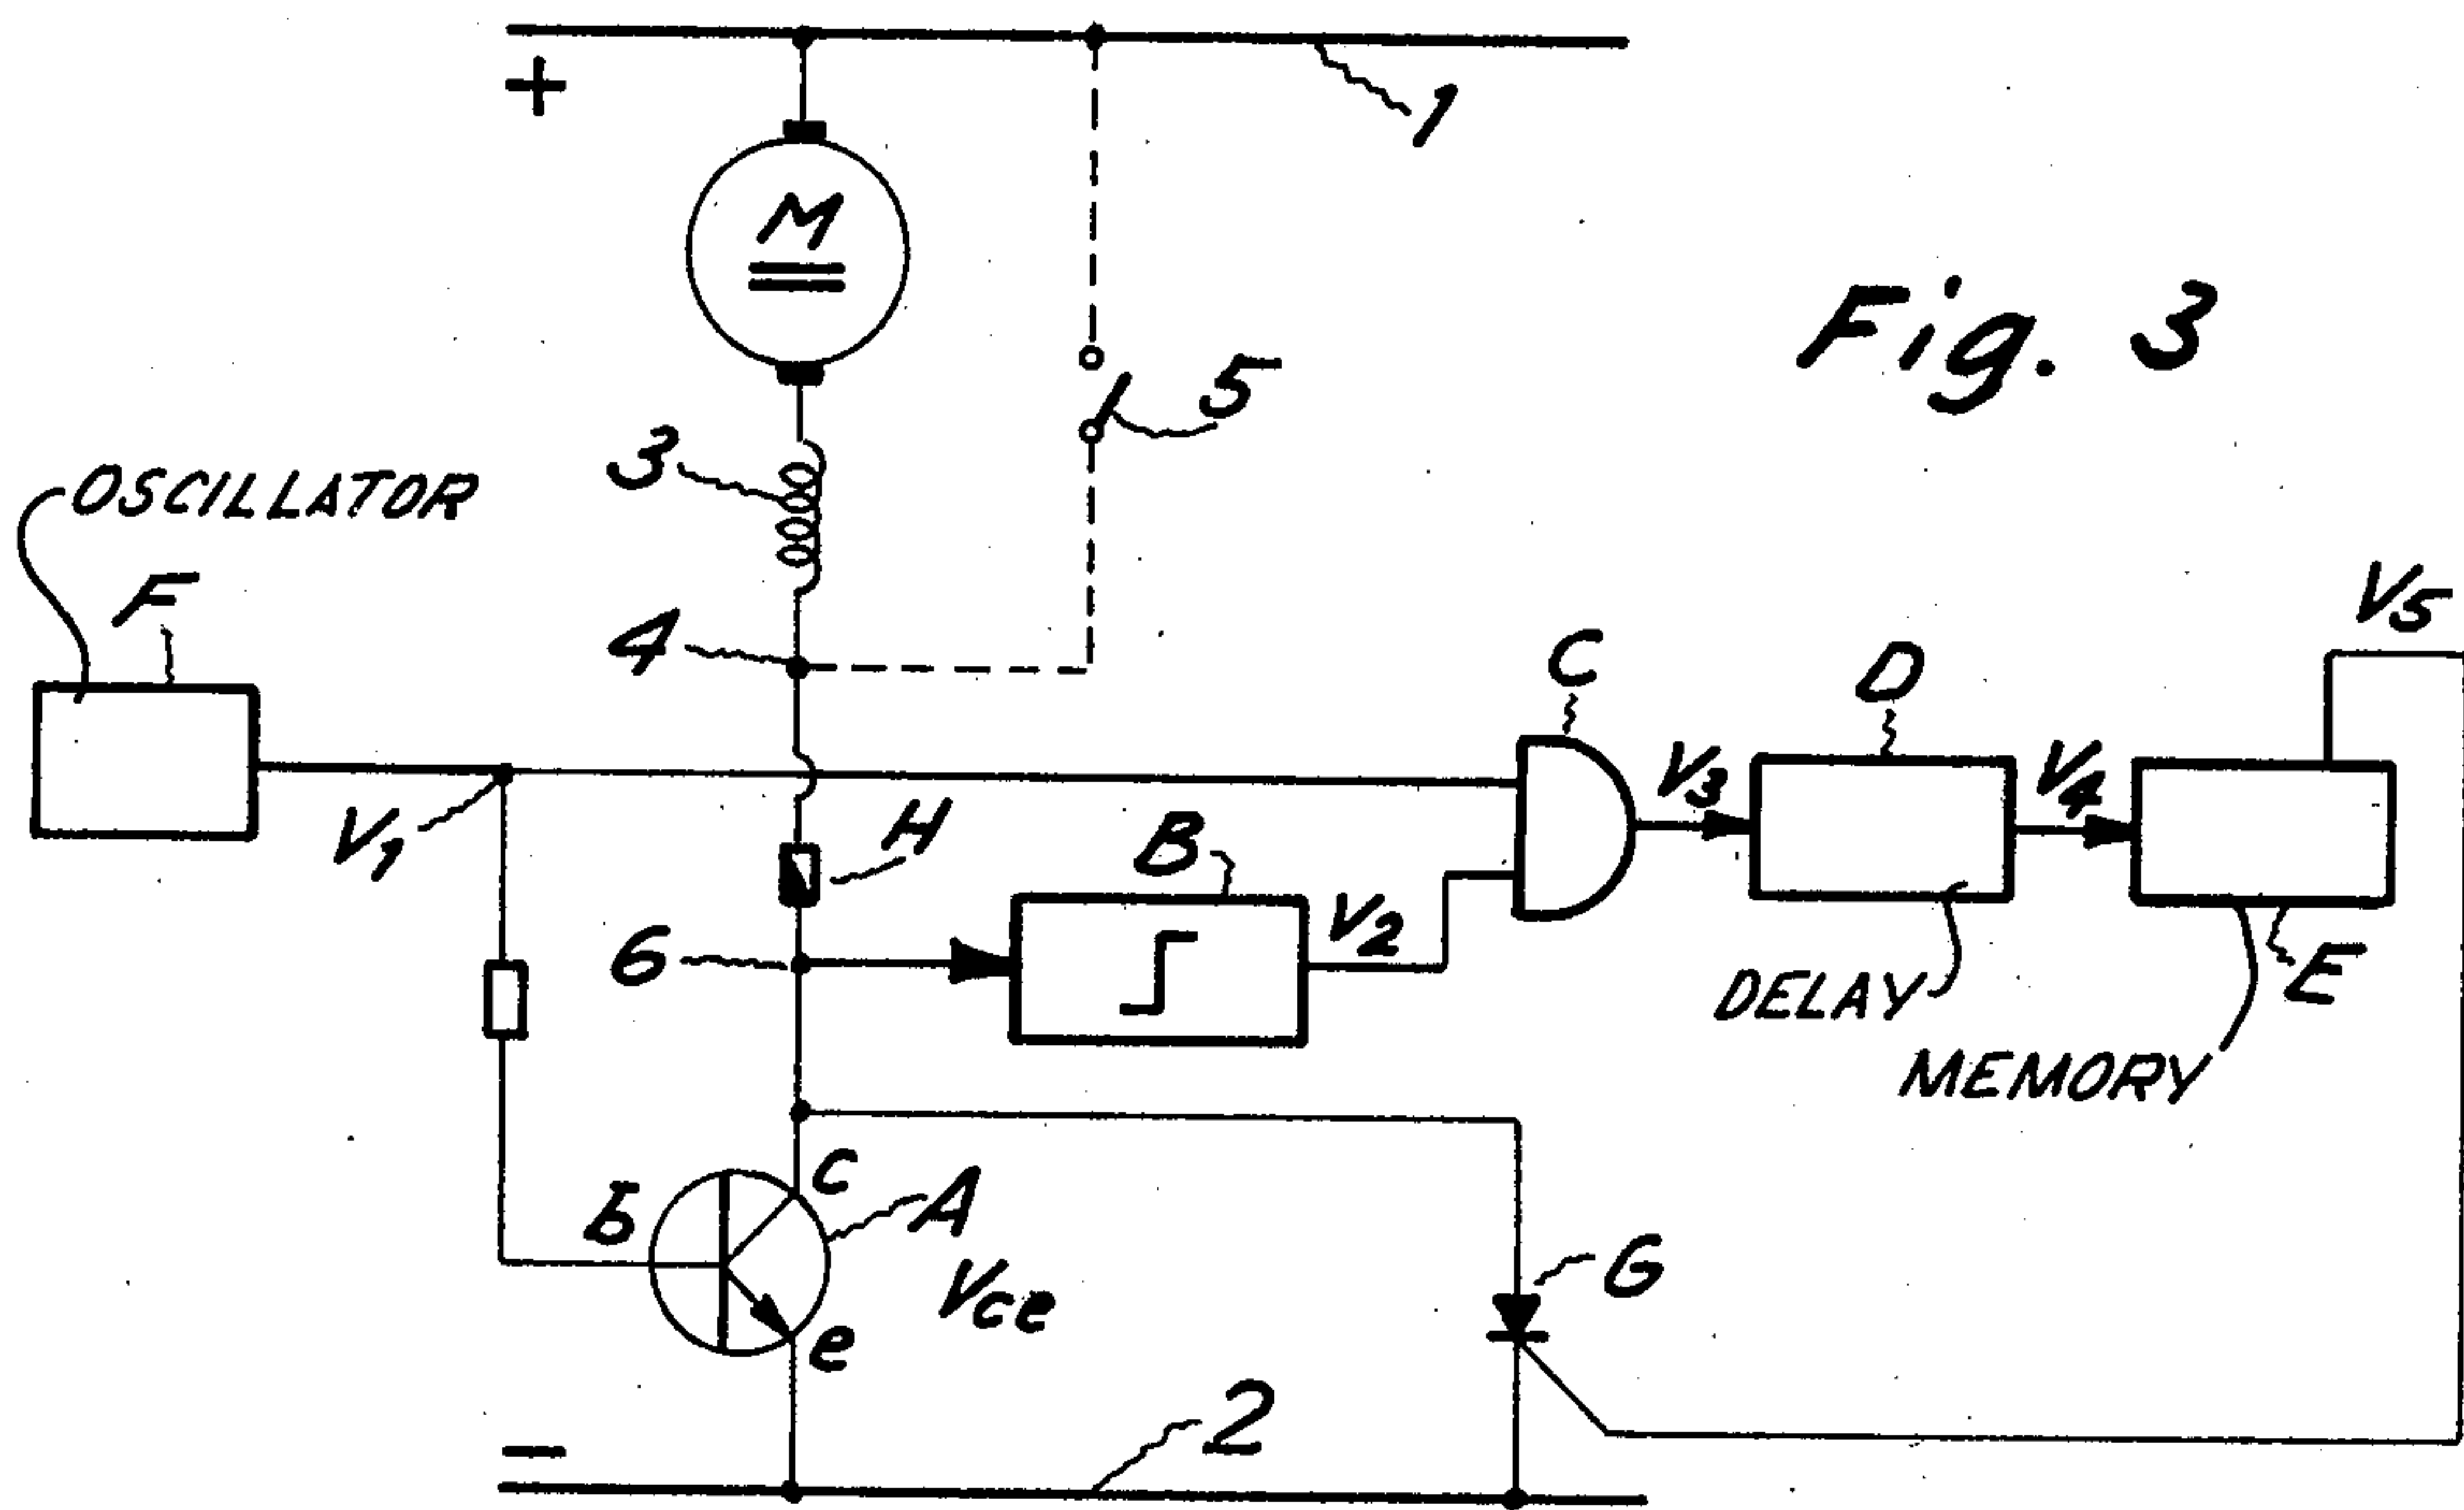 +
1
M
Fig. 3
5
3
OSCILLATOR
F
4
V5
C
D
V3
V4
H
V1
B
V2
6
E
DELAY
MEMORY
b
C
A
Vce
G
e
2
−